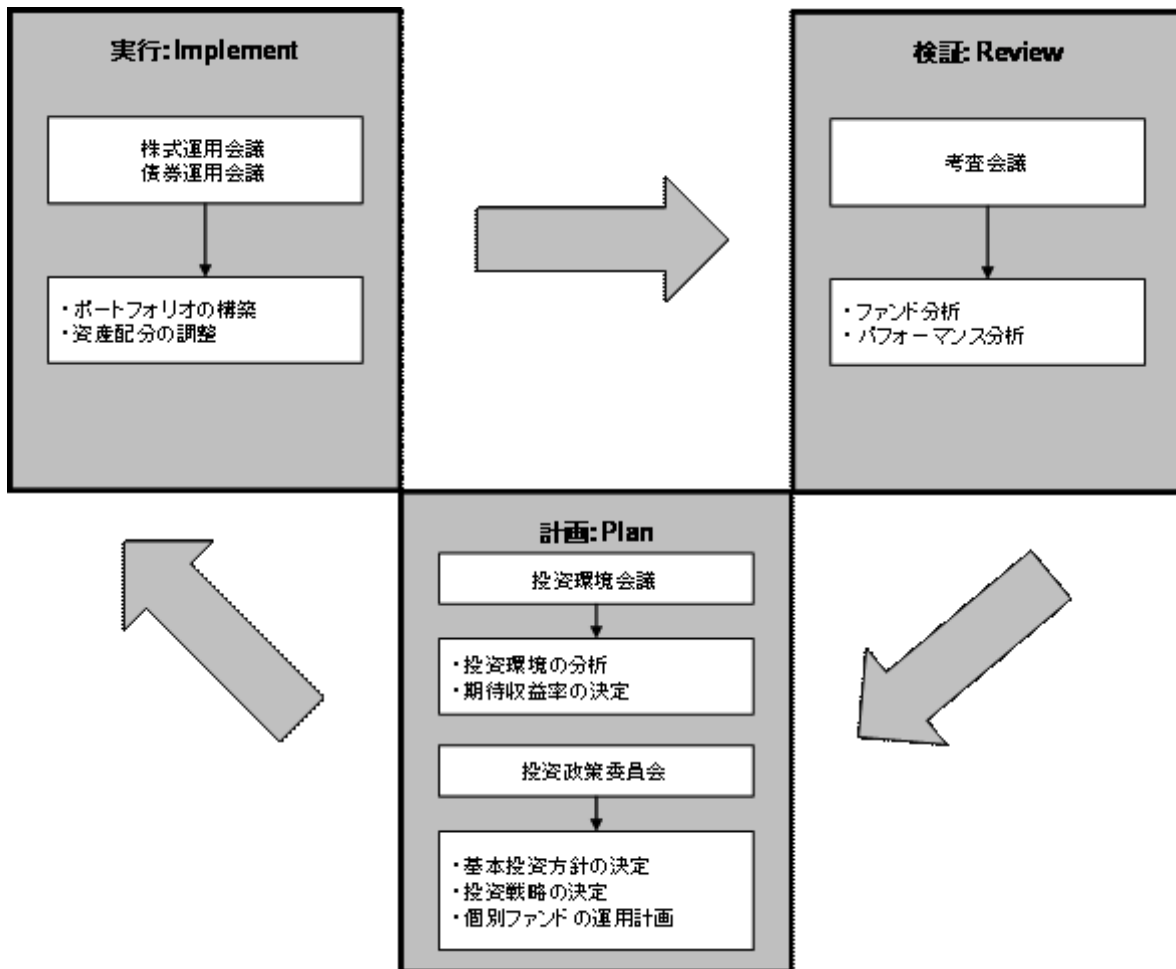 実行: Implement
株式運用会議
債券運用会議
・ポートフォリオの構築
・資産配分の調整
検証: Review
考査会議
・ファンド分析
・パフォーマンス分析
計画: Plan
投資環境会議
・投資環境の分析
・期待収益率の決定
投資政策委員会
・基本投資方針の決定
・投資戦略の決定
・個別ファンドの運用計画